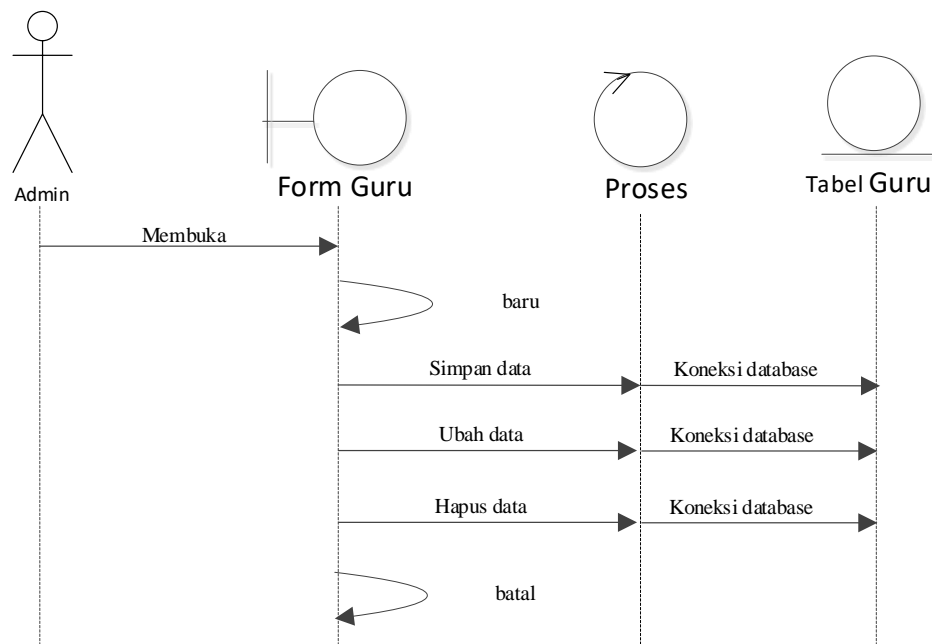 Admin
Form Guru
Proses
Tabel Guru
Membuka
baru
Simpan data
Koneksi database
Ubah data
Koneksi database
Hapus data
Koneksi database
batal